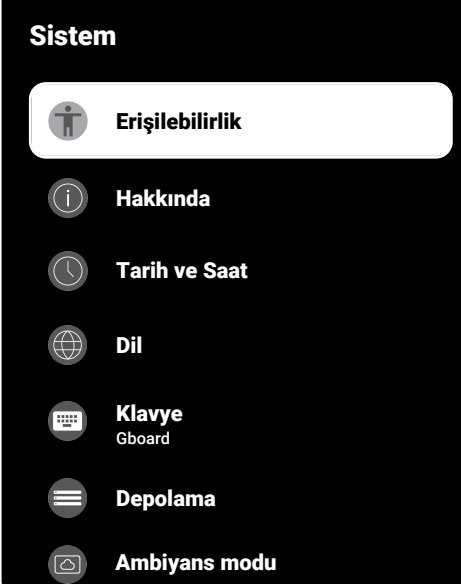 Sistem
Erişilebilirlik
Hakkında
Tarih ve Saat
Dil
Klavye
Gboard
Depolama
Ambiyans modu